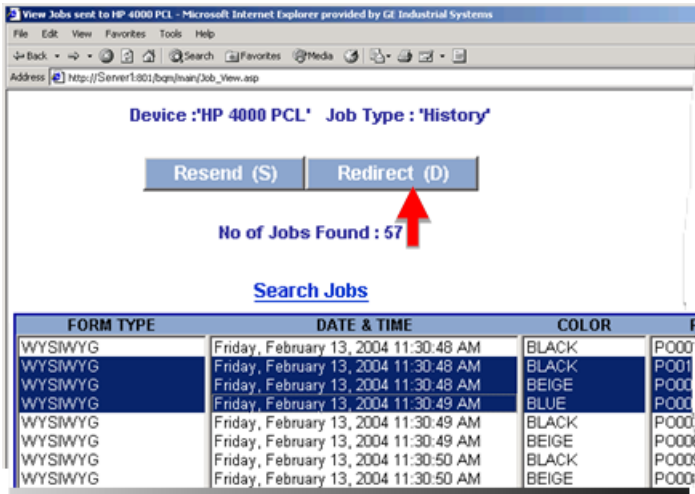 View Jobs sent to HP 4000 PCL - Microsoft Internet Explorer provided by GE Industrial Systems
File Edit View Favorites Tools Help
Back Search Favorites Media
Address http://Server1:801/bqm/main/Job_View.asp
Device :'HP 4000 PCL' Job Type : 'History'
Resend (S) Redirect (D)
No of Jobs Found : 57
Search Jobs
FORM TYPE DATE & TIME COLOR
WYSIWYG Friday, February 13, 2004 11:30:48 AM BLACK
WYSIWYG Friday, February 13, 2004 11:30:48 AM BLACK
WYSIWYG Friday, February 13, 2004 11:30:48 AM BEIGE
WYSIWYG Friday, February 13, 2004 11:30:49 AM BLUE
WYSIWYG Friday, February 13, 2004 11:30:49 AM BLACK
WYSIWYG Friday, February 13, 2004 11:30:49 AM BEIGE
WYSIWYG Friday, February 13, 2004 11:30:50 AM BLACK
WYSIWYG Friday, February 13, 2004 11:30:50 AM BEIGE